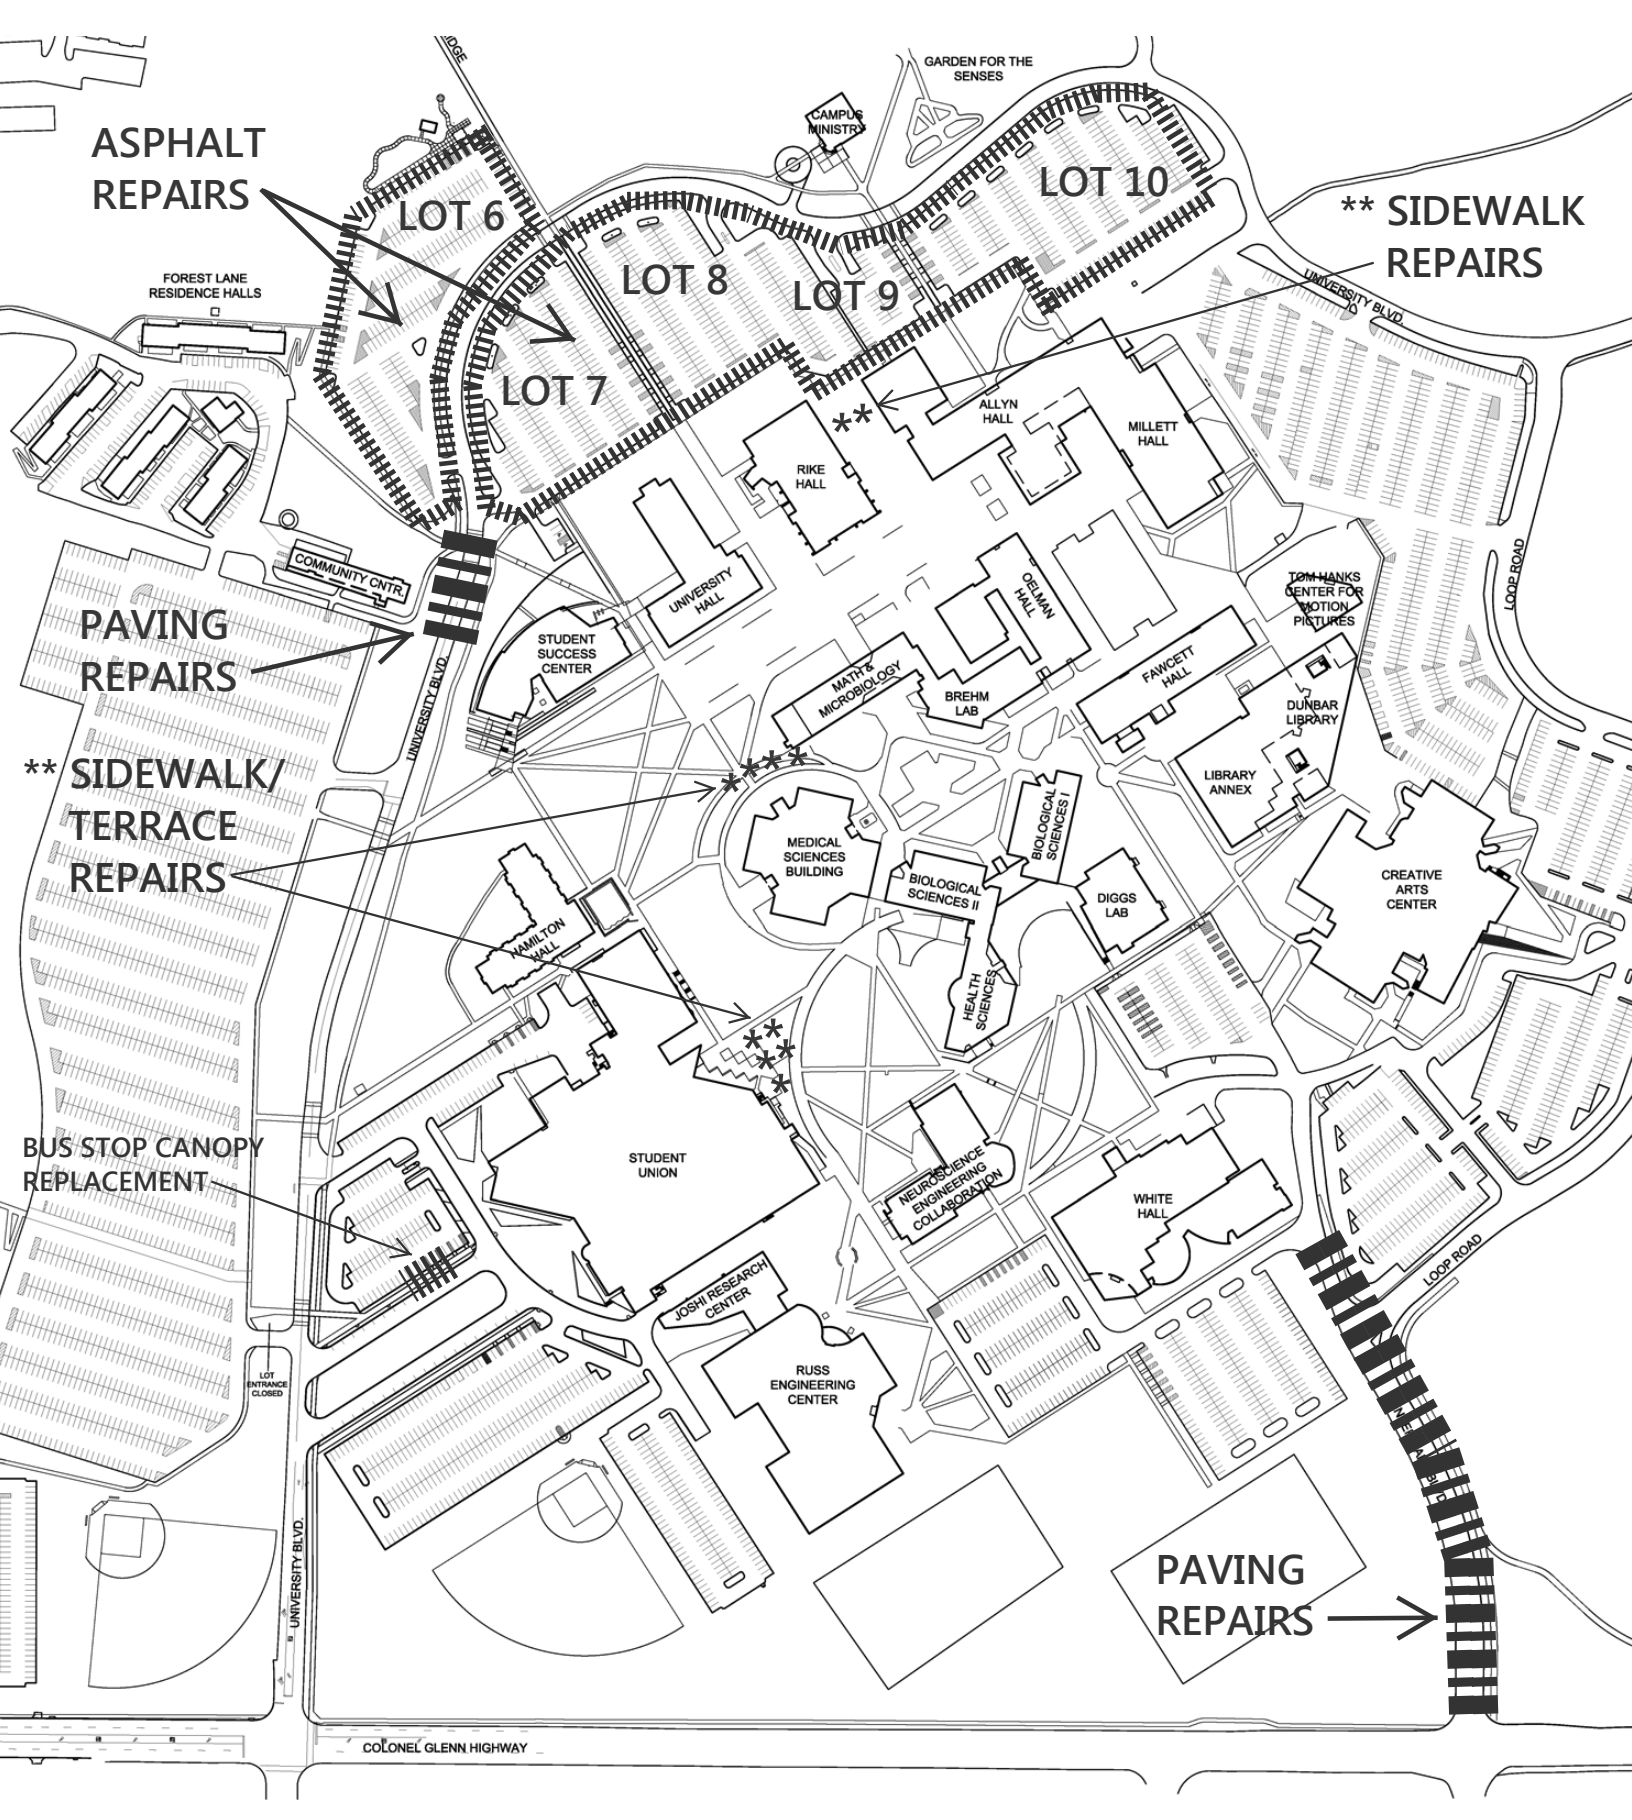 DGE
GARDEN FOR THE
SENSES
CAMPUS
MINISTRY
ASPHALT
REPAIRS
LOT 6
LOT 10
** SIDEWALK
REPAIRS
FOREST LANE
RESIDENCE HALLS
LOT 8
LOT 9
UNIVERSITY BLVD.
LOT 7
ALLYN
HALL
**
MILLETT
HALL
RIKE
HALL
COMMUNITY CNTR.
UNIVERSITY
HALL
OELMAN
HALL
TOM HANKS
CENTER FOR
MOTION
PICTURES
LOOP ROAD
PAVING
REPAIRS
STUDENT
SUCCESS
CENTER
UNIVERSITY BLVD.
MATH &
MICROBIOLOGY
BREHM
LAB
FAWCETT
HALL
DUNBAR
LIBRARY
** SIDEWALK/
TERRACE
REPAIRS
****
LIBRARY
ANNEX
BIOLOGICAL
SCIENCES I
MEDICAL
SCIENCES
BUILDING
BIOLOGICAL
SCIENCES II
DIGGS
LAB
CREATIVE
ARTS
CENTER
HAMILTON
HALL
HEALTH
SCIENCES
*****
BUS STOP CANOPY
REPLACEMENT
STUDENT
UNION
NEUROSCIENCE
ENGINEERING
COLLABORATION
WHITE
HALL
LOOP ROAD
JOSHI RESEARCH
CENTER
LOT
ENTRANCE
CLOSED
RUSS
ENGINEERING
CENTER
UNIVERSITY BLVD.
PAVING
REPAIRS
COLONEL GLENN HIGHWAY